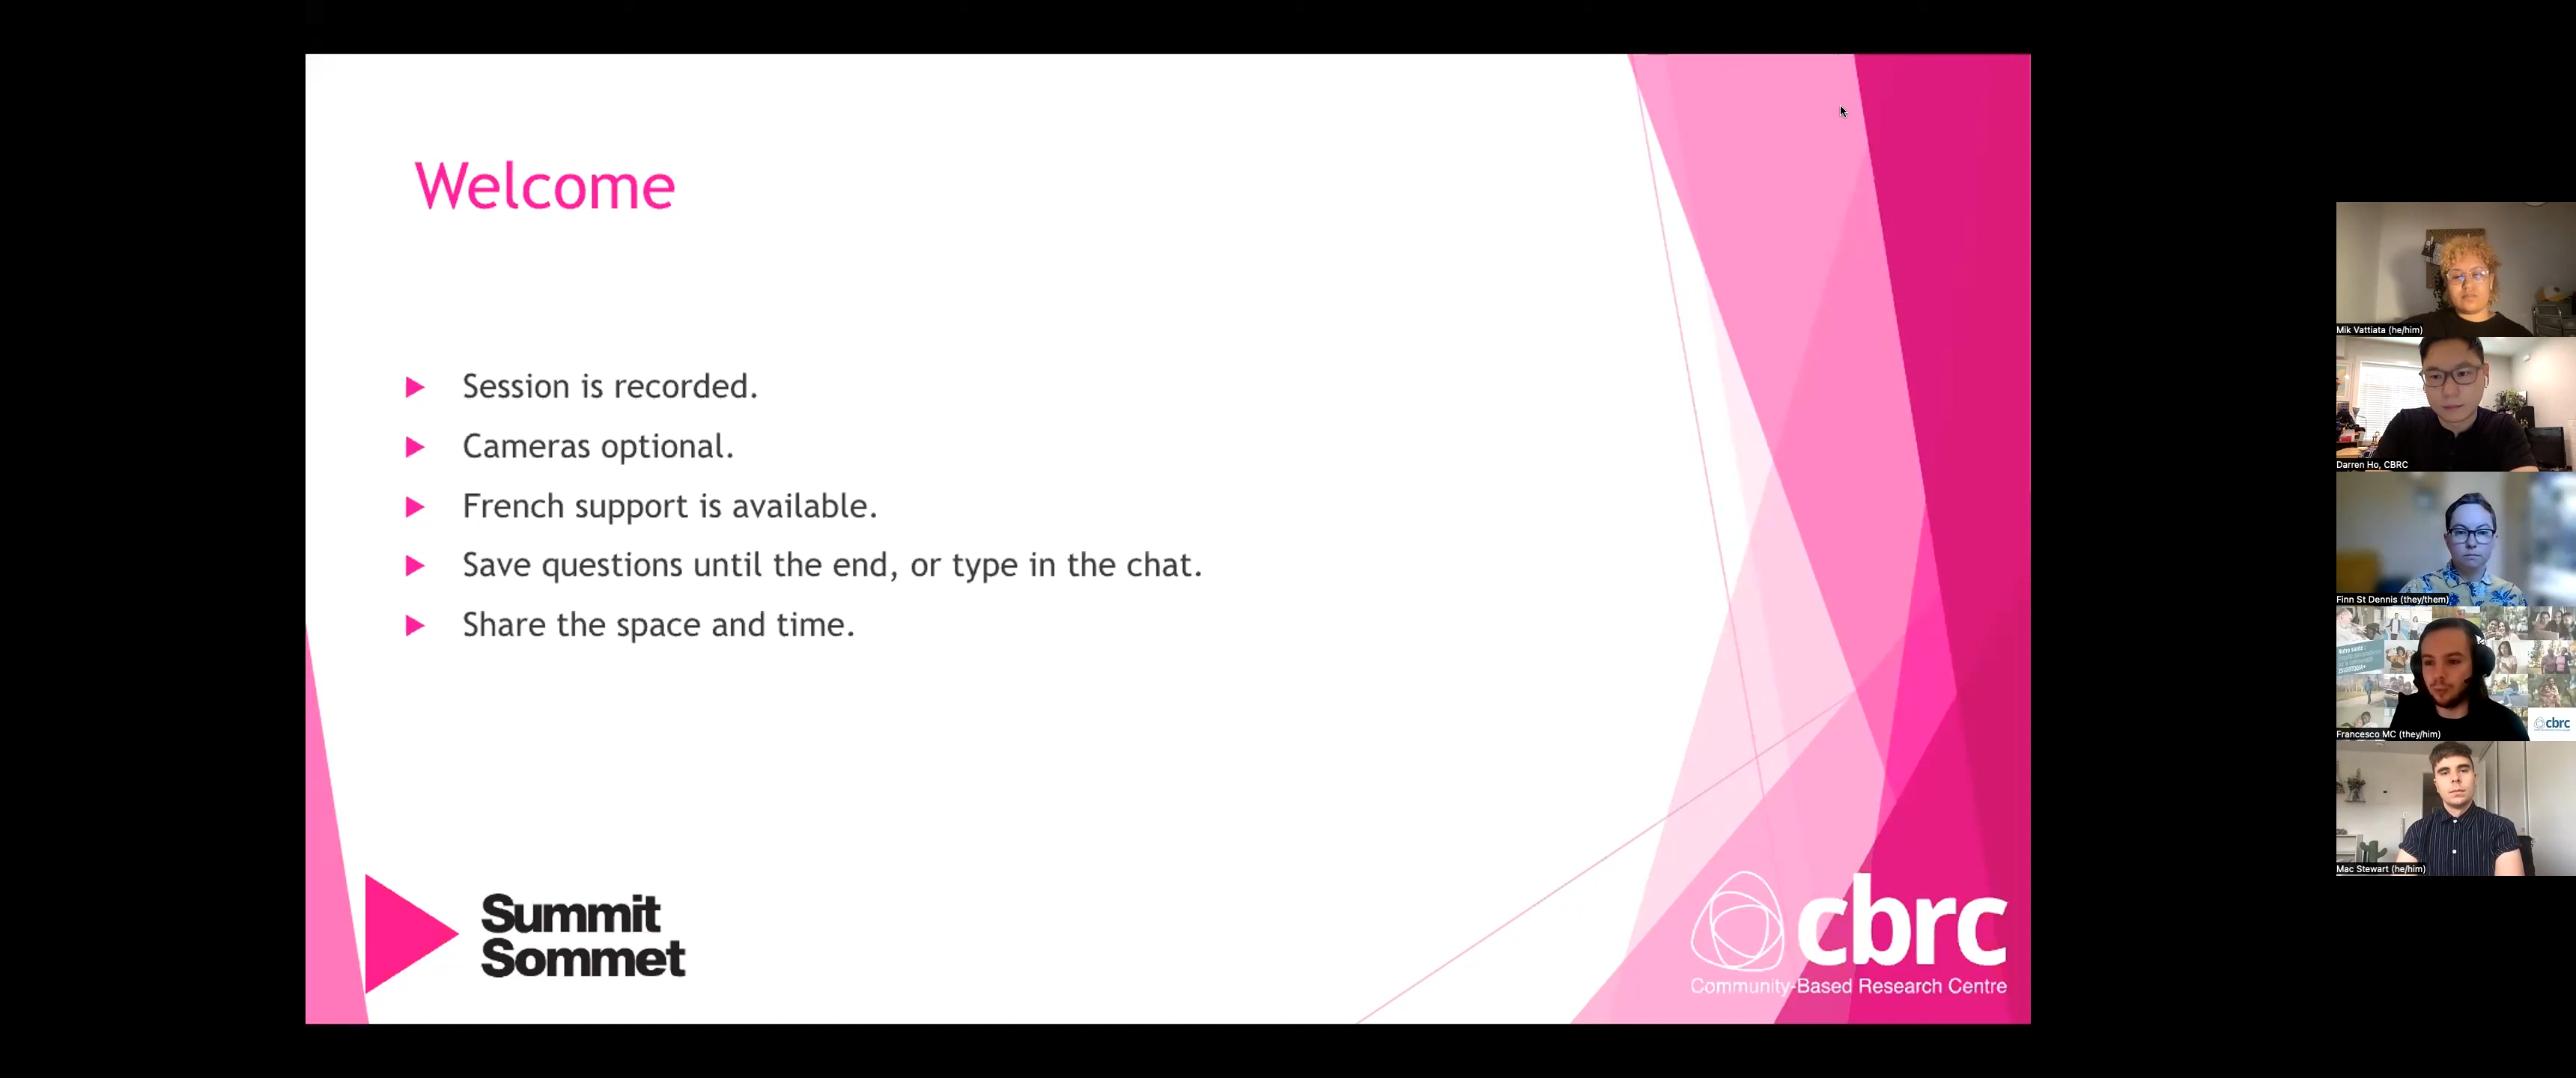 Welcome
Session is recorded.
Cameras optional.
French support is available.
Save questions until the end, or type in the chat.
Share the space and time.
Summit
Sommet
cbrc
Community-Based Research Centre
Mik Vattiata (he/him)
Darren Ho, CBRC
Finn St Dennis (they/them)
cbrc
Francesco MC (they/him)
Mac Stewart (he/him)